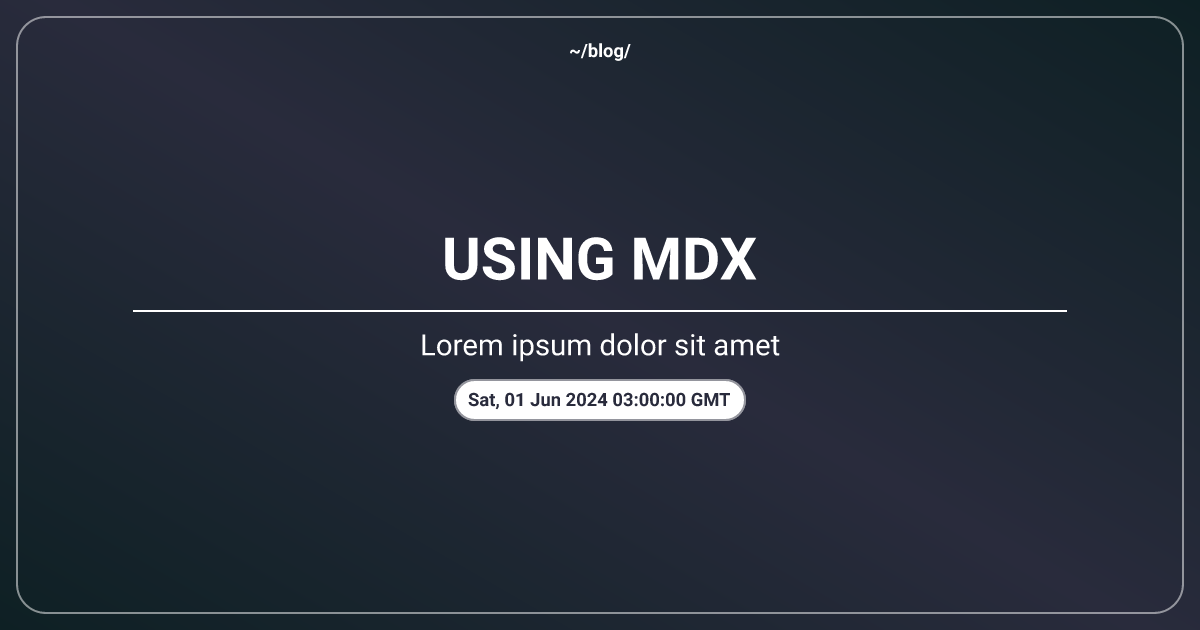 ~/blog/
USING MDX
Lorem ipsum dolor sit amet
Sat, 01 Jun 2024 03:00:00 GMT